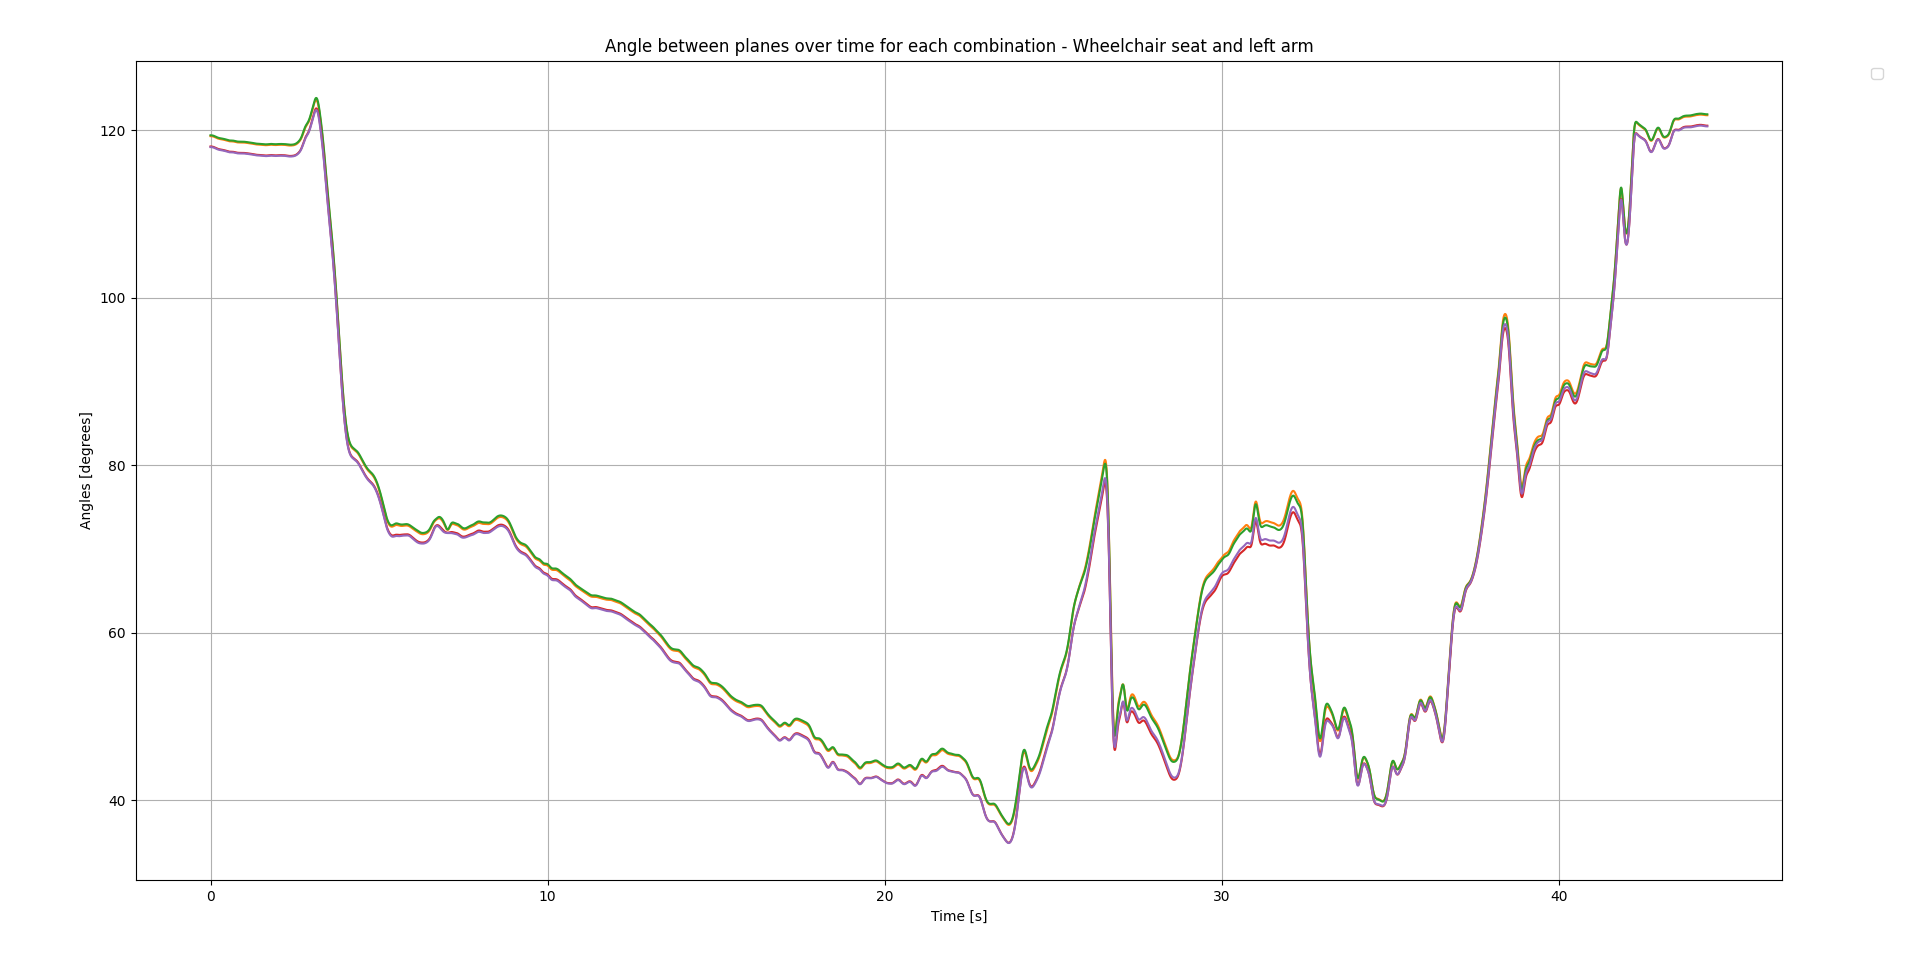 Angle between planes over time for each combination - Wheelchair seat and left arm
120
100
80
60
40
Angles [degrees]
0 10 20 30 40
Time [s]